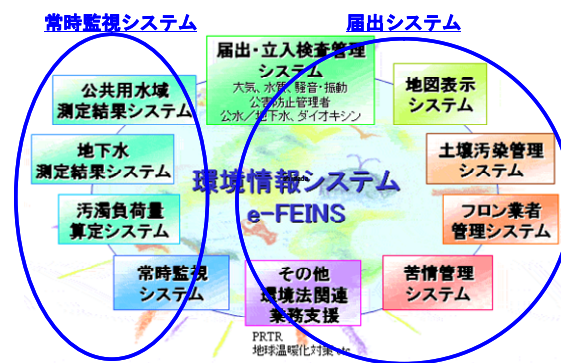 常時監視システム
届出システム
届出・立入検査管理
システム
大気、水質、騒音・振動
公害防止管理者
公水／地下水、ダイオキシン
公共用水域
測定結果システム
地図表示
システム
地下水
測定結果システム
土壌汚染管理
システム
環境情報システム
e-FEINS
汚濁負荷量
算定システム
フロン業者
管理システム
常時監視
システム
その他
環境法関連
業務支援
苦情管理
システム
PRTR
地球温暖化対策 etc